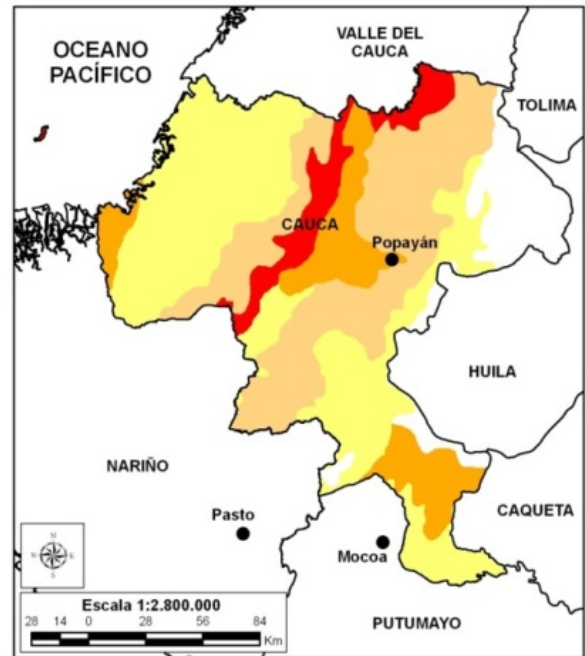 OCEANO
PACÍFICO
VALLE DEL
CAUCA
TOLIMA
CAUCA
Popayán
HUILA
NARIÑO
CAQUETA
Pasto
Mocoa
N
W E
S
Escala 1:2.800.000
28 14 0 28 56 84
Km
PUTUMAYO